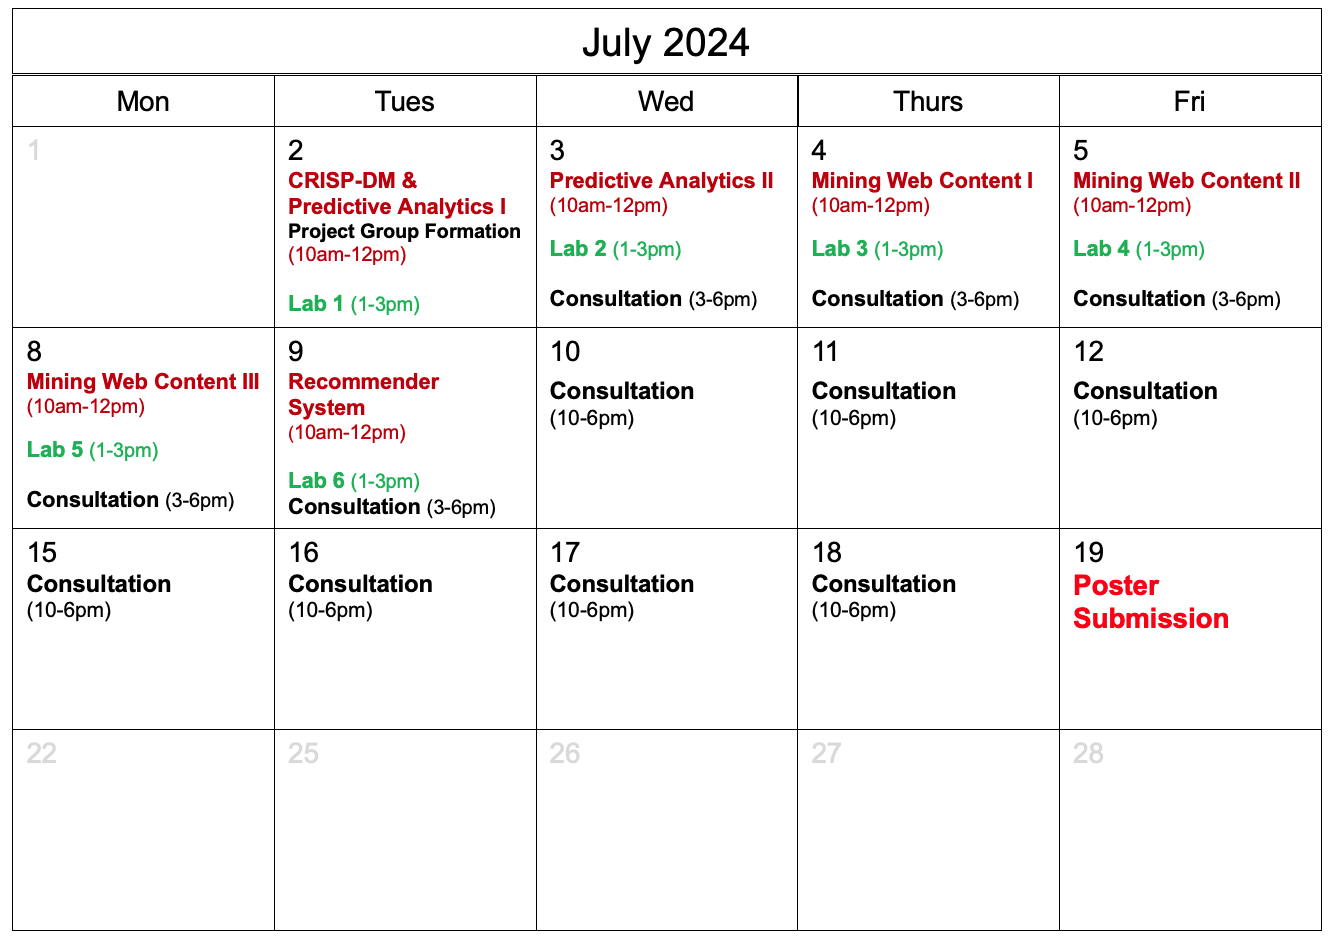 July 2024
Mon Tues Wed Thurs Fri
1
2
CRISP-DM &
Predictive Analytics I
Project Group Formation
(10am-12pm)
Lab 1 (1-3pm)
3
Predictive Analytics II
(10am-12pm)
Lab 2 (1-3pm)
Consultation (3-6pm)
4
Mining Web Content I
(10am-12pm)
Lab 3 (1-3pm)
Consultation (3-6pm)
5
Mining Web Content II
(10am-12pm)
Lab 4 (1-3pm)
Consultation (3-6pm)
8
Mining Web Content III
(10am-12pm)
Lab 5 (1-3pm)
Consultation (3-6pm)
9
Recommender
System
(10am-12pm)
Lab 6 (1-3pm)
Consultation (3-6pm)
10
Consultation
(10-6pm)
11
Consultation
(10-6pm)
12
Consultation
(10-6pm)
15
Consultation
(10-6pm)
16
Consultation
(10-6pm)
17
Consultation
(10-6pm)
18
Consultation
(10-6pm)
19
Poster
Submission
22
25
26
27
28